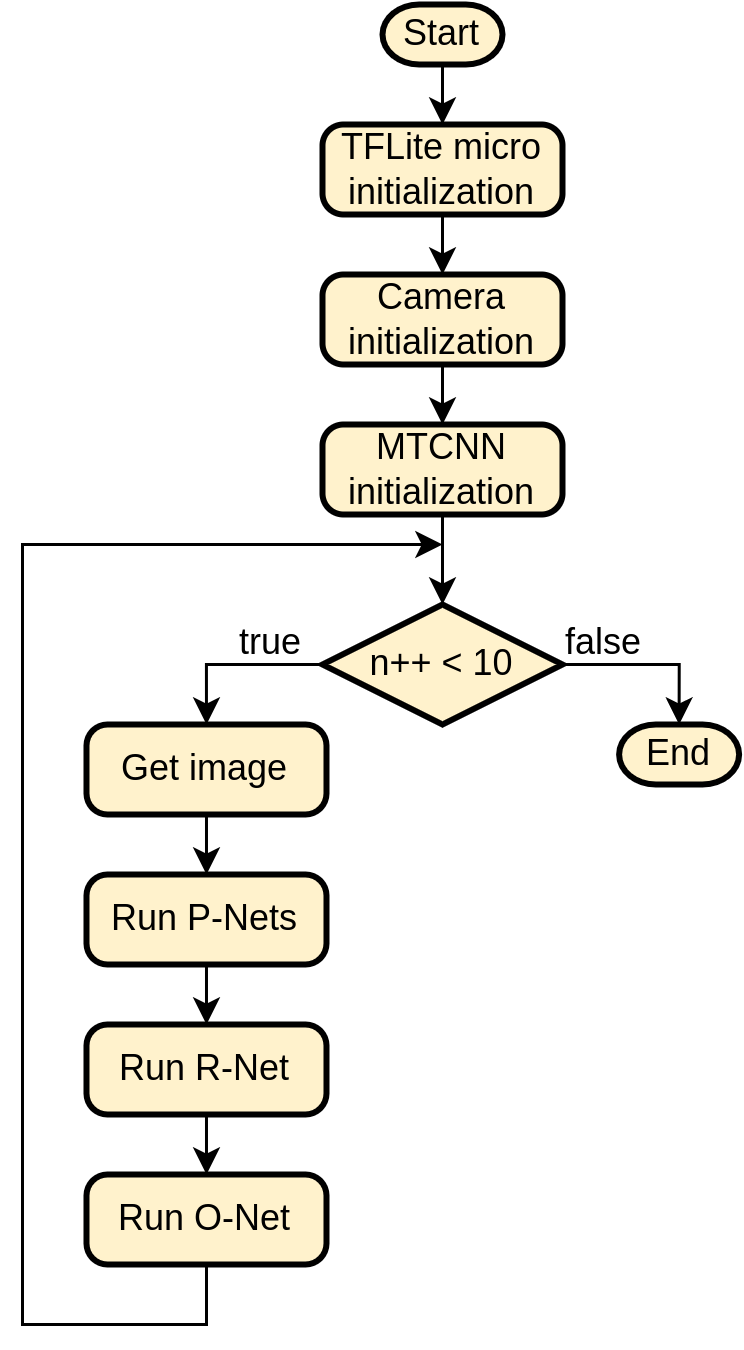 Start
TFLite micro
initialization
Camera
initialization
MTCNN
initialization
n++ < 10
true
false
Get image
End
Run P-Nets
Run R-Net
Run O-Net